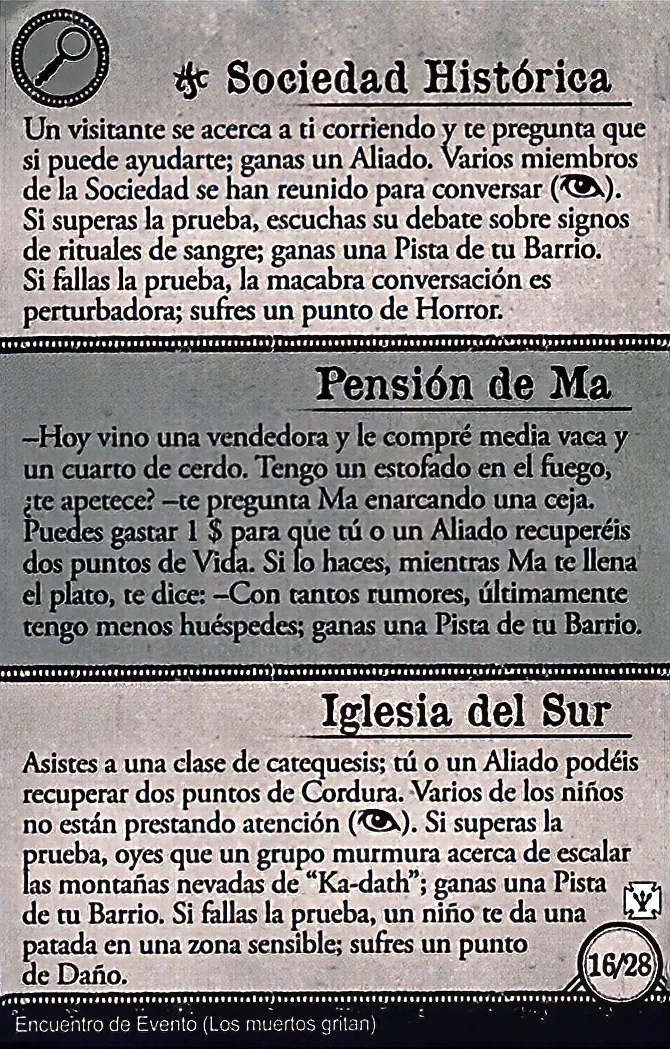 Sociedad Histórica
Un visitante se acerca a ti corriendo y te pregunta que
si puede ayudarte; ganas un Aliado. Varios miembros
de la Sociedad se han reunido para conversar ( ).
Si superas la prueba, escuchas su debate sobre signos
de rituales de sangre; ganas una Pista de tu Barrio.
Si fallas la prueba, la macabra conversación es
perturbadora; sufres un punto de Horror.
Pensión de Ma
–Hoy vino una vendedora y le compré media vaca y
un cuarto de cerdo. Tengo un estofado en el fuego,
¿te apetece? –te pregunta Ma enarcando una ceja.
Puedes gastar 1 $ para que tú o un Aliado recuperéis
dos puntos de Vida. Si lo haces, mientras Ma te llena
el plato, te dice: –Con tantos rumores, últimamente
tengo menos huéspedes; ganas una Pista de tu Barrio.
Iglesia del Sur
Asistes a una clase de catequesis; tú o un Aliado podéis
recuperar dos puntos de Cordura. Varios de los niños
no están prestando atención ( ). Si superas la
prueba, oyes que un grupo murmura acerca de escalar
las montañas nevadas de “Ka-dath”; ganas una Pista
de tu Barrio. Si fallas la prueba, un niño te da una
patada en una zona sensible; sufres un punto
de Daño.
16/28
Encuentro de Evento (Los muertos gritan)